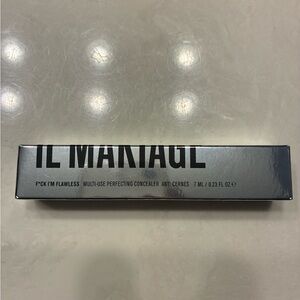 IL MAKIAGE
F*CK I'M FLAWLESS MULTI-USE PERFECTING CONCEALER ANTI-CERNES 7 ML / 0.23 FL OZ ℮